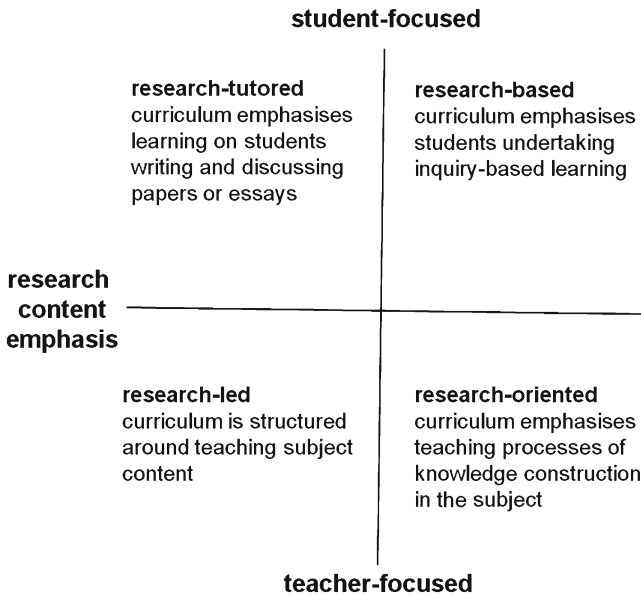 student-focused
research-tutored
curriculum emphasises
learning on students
writing and discussing
papers or essays
research-based
curriculum emphasises
students undertaking
inquiry-based learning
research
content
emphasis
research-led
curriculum is structured
around teaching subject
content
research-oriented
curriculum emphasises
teaching processes of
knowledge construction
in the subject
teacher-focused